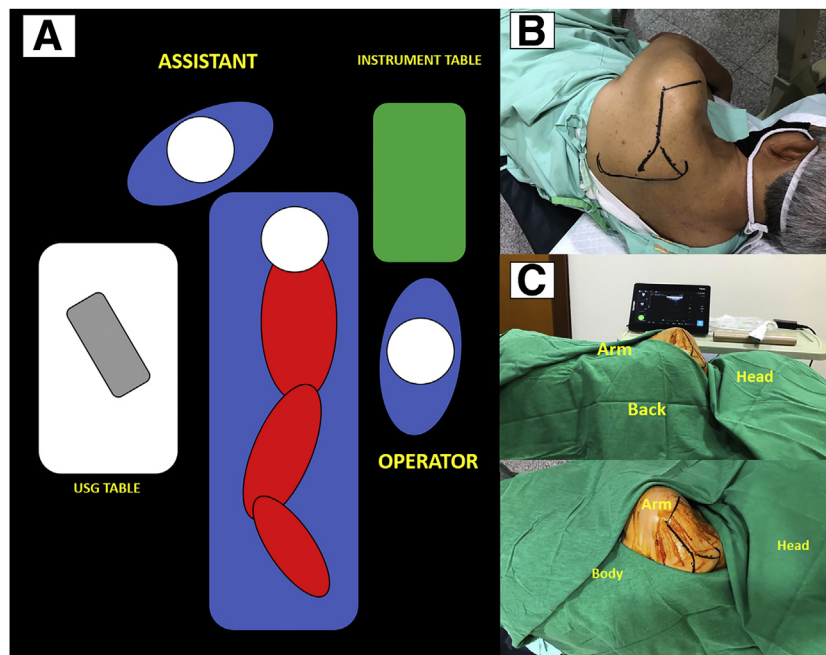 A
ASSISTANT
INSTRUMENT TABLE
USG TABLE
OPERATOR
B
C
Arm
Head
Back
Arm
Head
Body